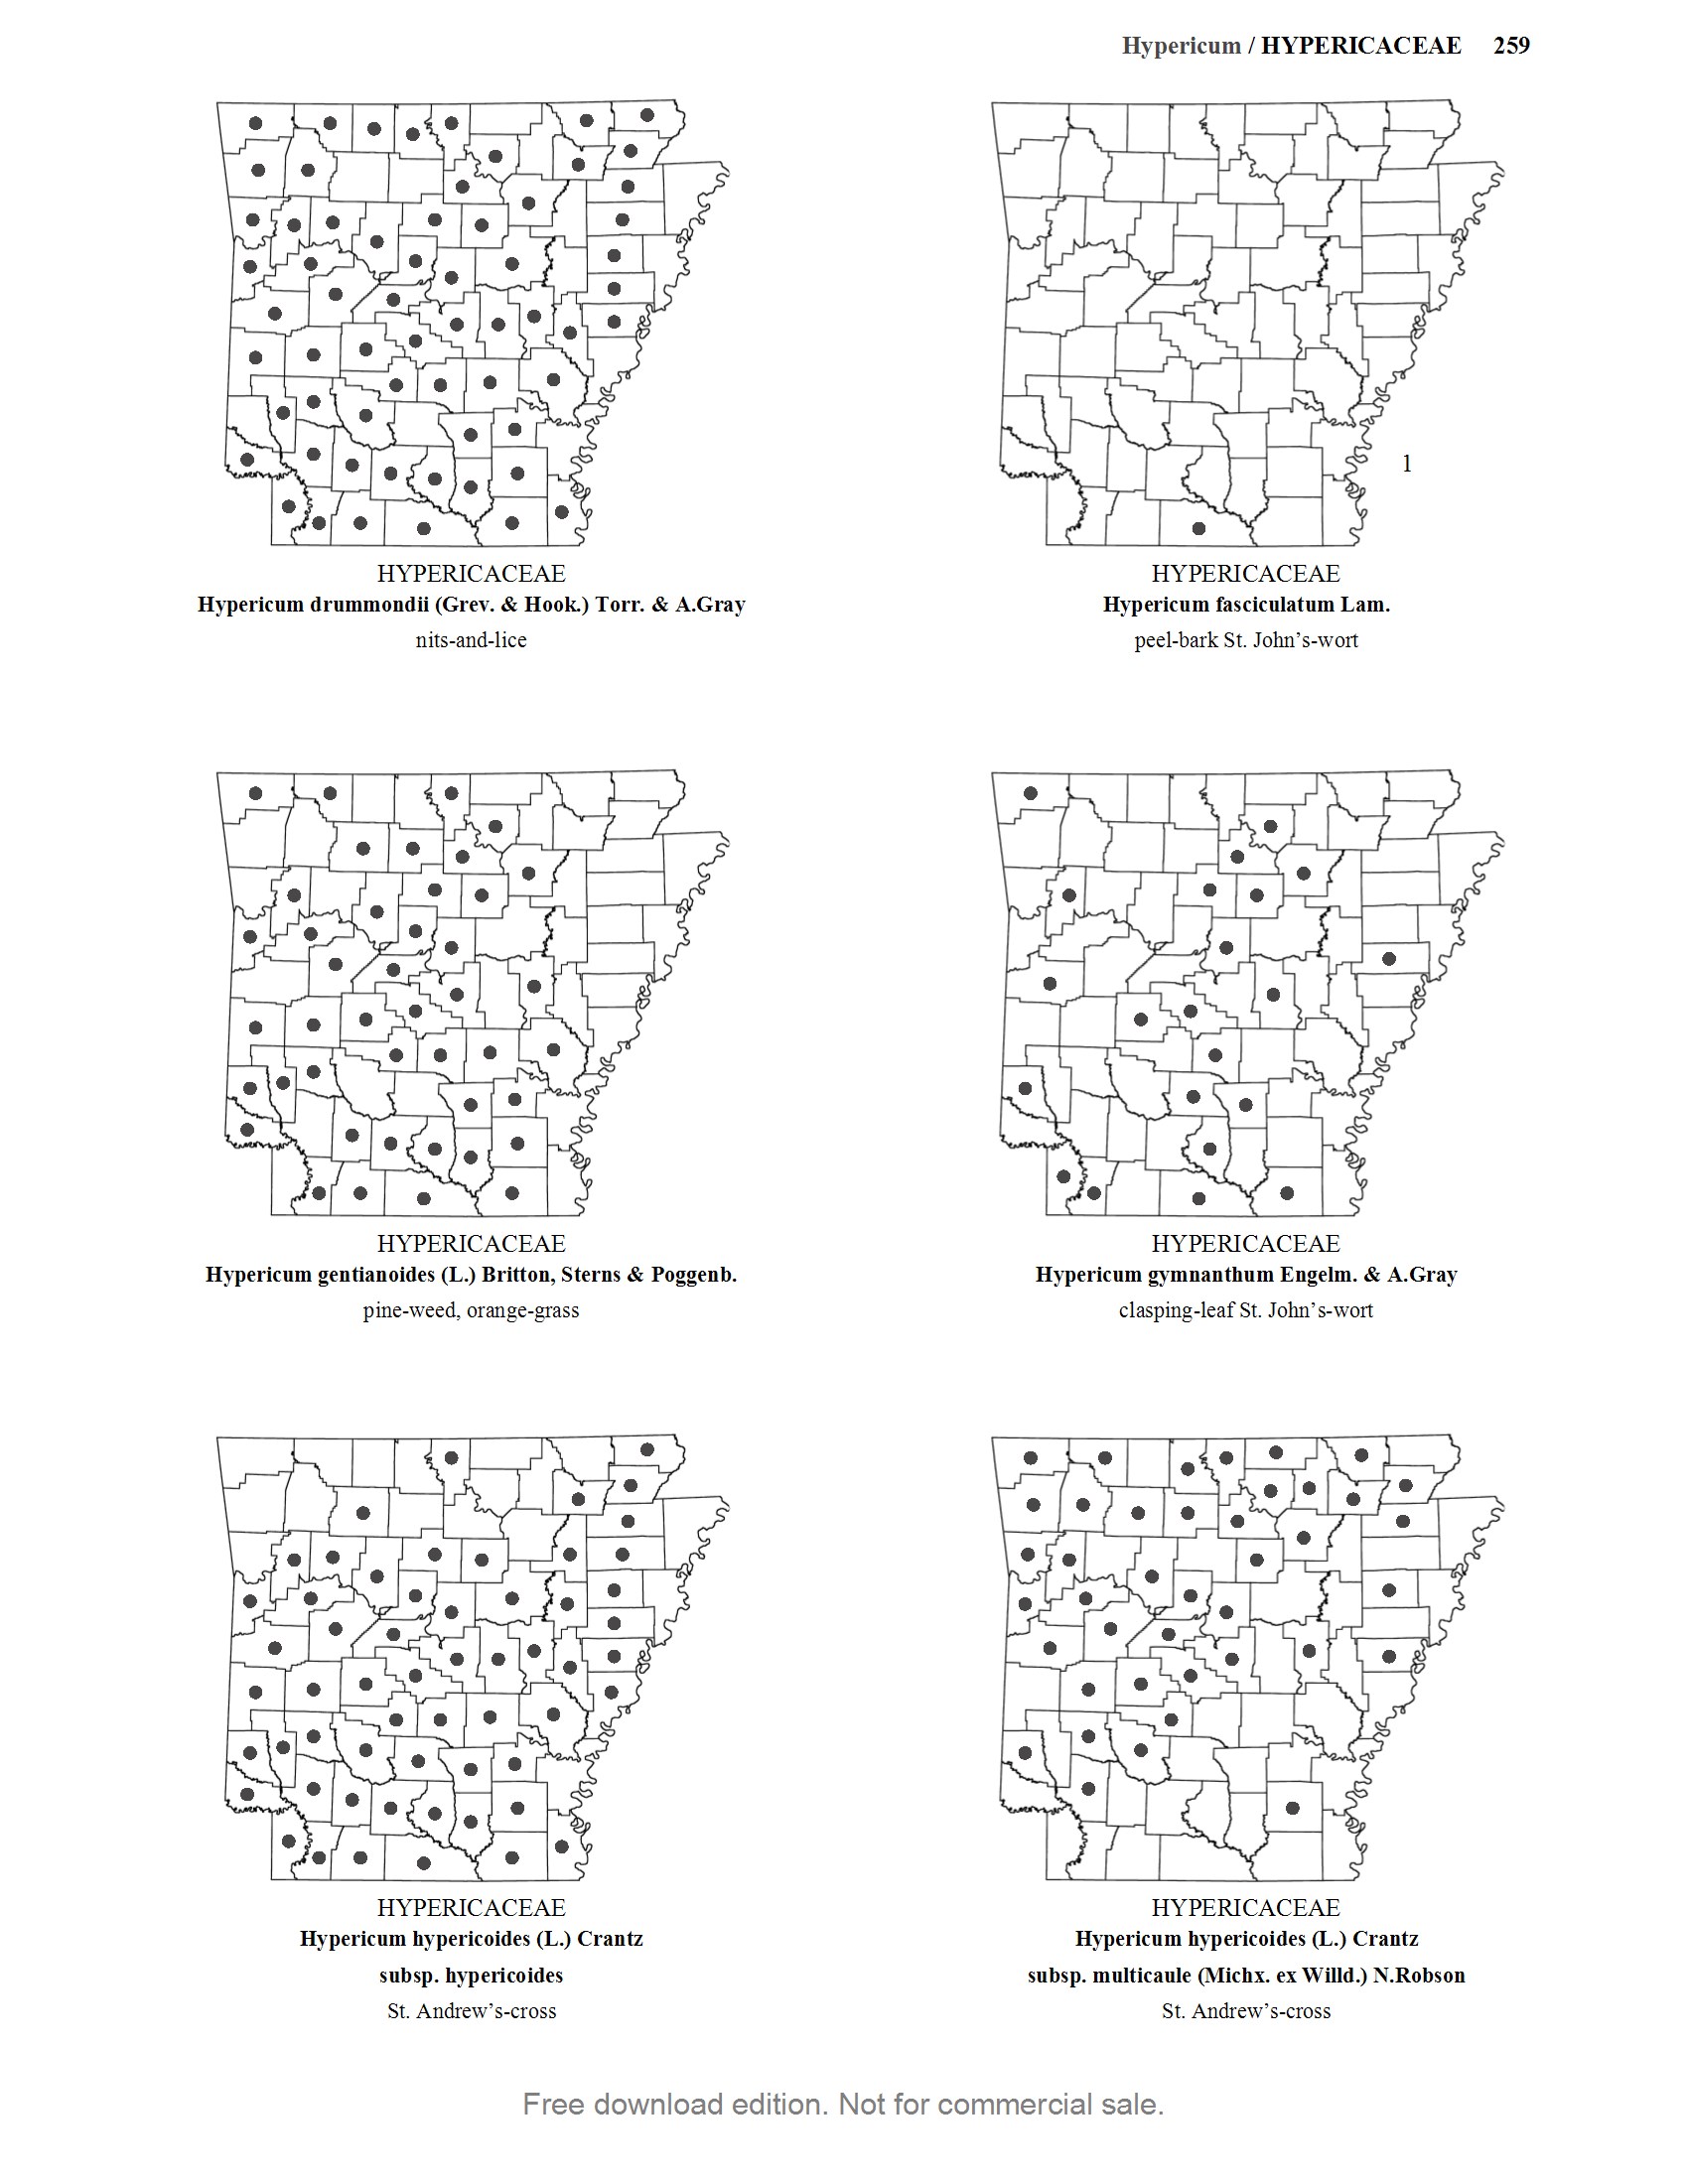 Hypericum / HYPERICACEAE 259
1
HYPERICACEAE
Hypericum drummondii (Grev. & Hook.) Torr. & A.Gray
nits-and-lice
HYPERICACEAE
Hypericum fasciculatum Lam.
peel-bark St. John’s-wort
HYPERICACEAE
Hypericum gentianoides (L.) Britton, Sterns & Poggenb.
pine-weed, orange-grass
HYPERICACEAE
Hypericum gymnanthum Engelm. & A.Gray
clasping-leaf St. John’s-wort
HYPERICACEAE
Hypericum hypericoides (L.) Crantz
subsp. hypericoides
St. Andrew’s-cross
HYPERICACEAE
Hypericum hypericoides (L.) Crantz
subsp. multicaule (Michx. ex Willd.) N.Robson
St. Andrew’s-cross
Free download edition. Not for commercial sale.